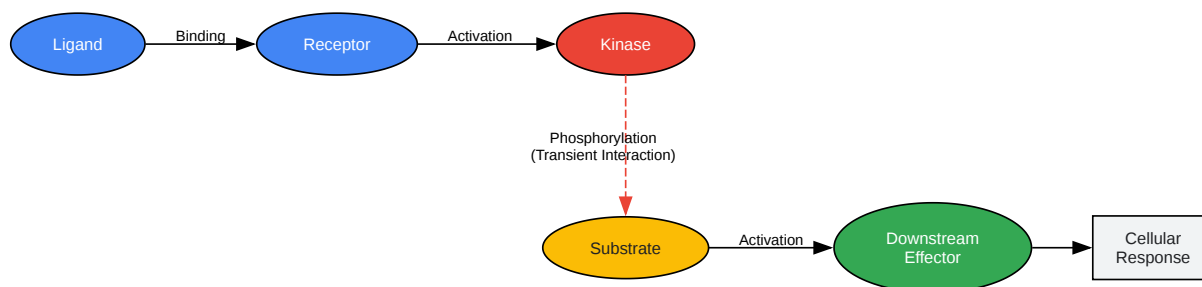 Ligand
Binding
Receptor
Activation
Kinase
Phosphorylation
(Transient Interaction)
Substrate
Activation
Downstream
Effector
Cellular
Response